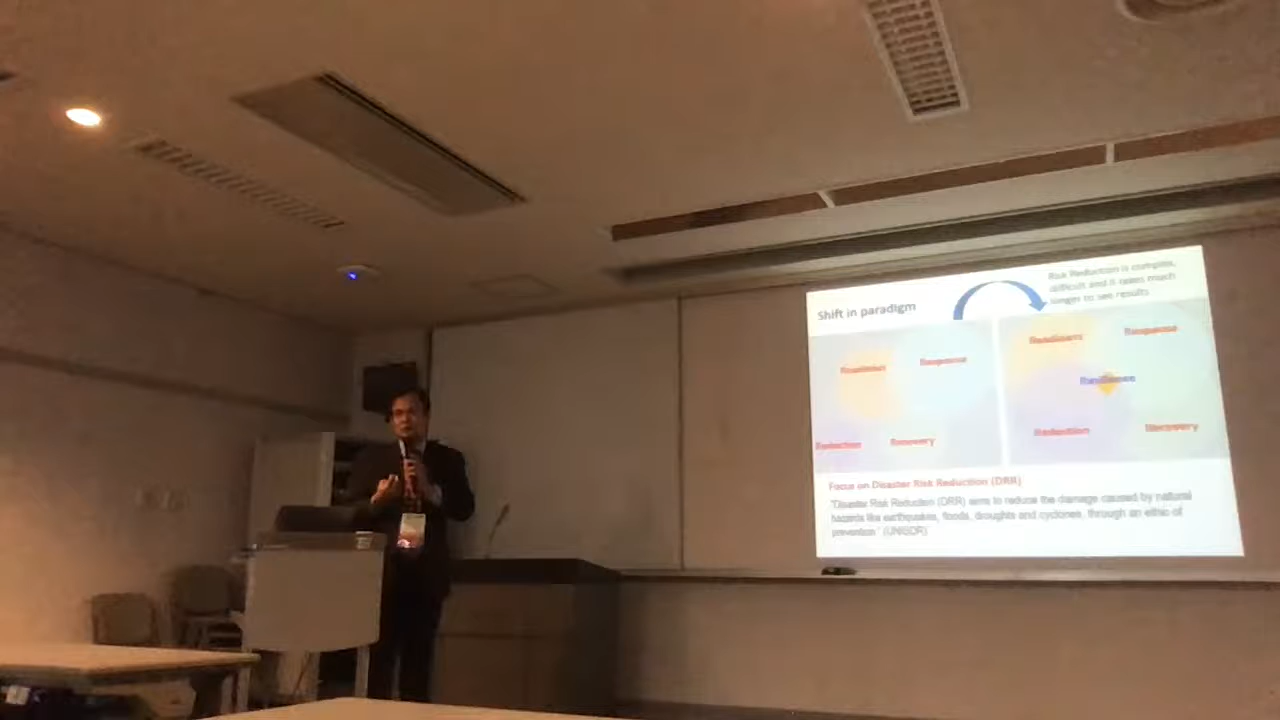 Risk Reduction is complex,
difficult and it takes much
longer to see results
Shift in paradigm
Readiness
Response
Reduction
Recovery
Readiness
Response
Resilience
Reduction
Recovery
Focus on Disaster Risk Reduction (DRR)
"Disaster Risk Reduction (DRR) aims to reduce the damage caused by natural
hazards like earthquakes, floods, droughts and cyclones, through an ethic of
prevention." (UNISDR)